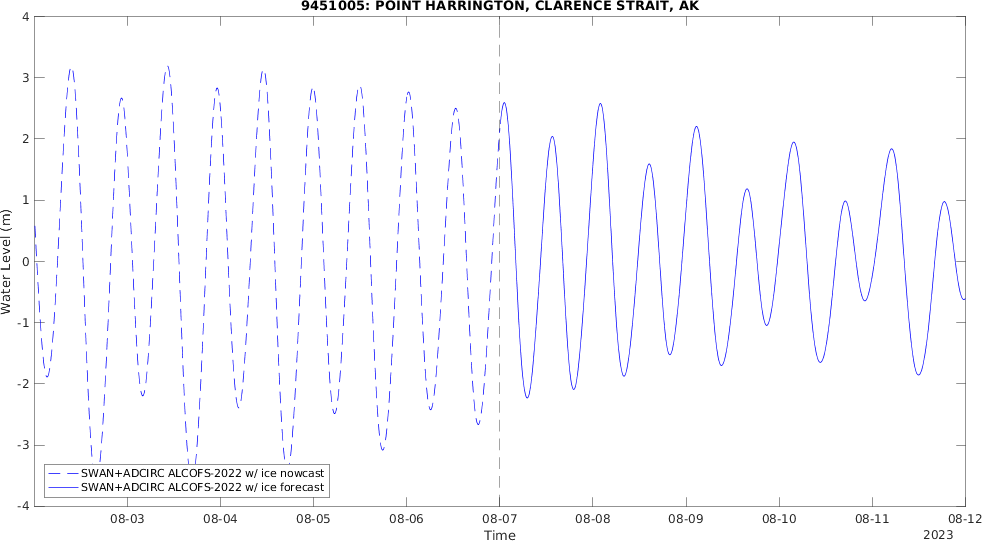 9451005: POINT HARRINGTON, CLARENCE STRAIT, AK
4
3
2
1
0
-1
-2
-3
-4
Water Level (m)
SWAN+ADCIRC ALCOFS-2022 w/ ice nowcast
SWAN+ADCIRC ALCOFS-2022 w/ ice forecast
08-03 08-04 08-05 08-06 08-07 08-08 08-09 08-10 08-11 08-12
Time
2023